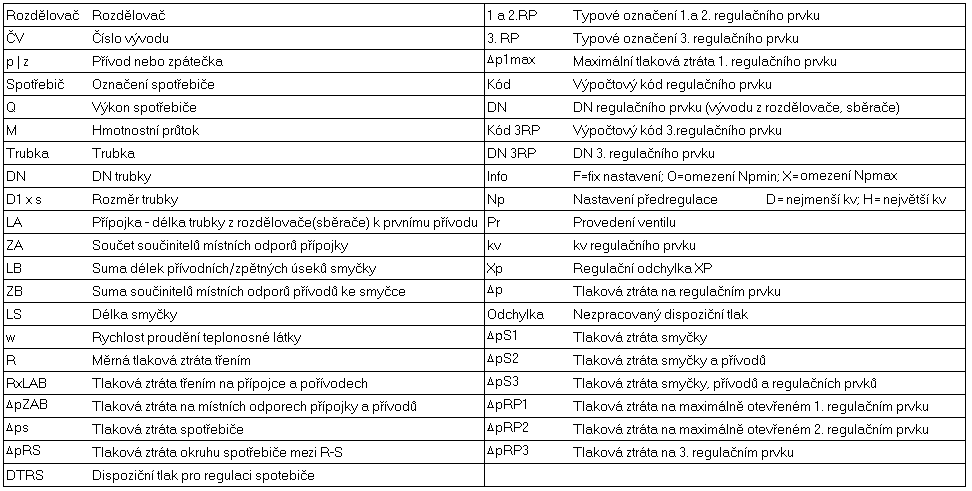 Rozdělovač Rozdělovač 1 a 2.RP Typové označení 1.a 2. regulačního prvku
ČV Číslo vývodu 3. RP Typové označení 3. regulačního prvku
p | z Přívod nebo zpátečka Δp1max Maximální tlaková ztráta 1. regulačního prvku
Spotřebič Označení spotřebiče Kód Výpočtový kód regulačního prvku
Q Výkon spotřebiče DN DN regulačního prvku (vývodu z rozdělovače, sběrače)
M Hmotnostní průtok Kód 3RP Výpočtový kód 3.regulačního prvku
Trubka Trubka DN 3RP DN 3. regulačního prvku
DN DN trubky Info F=fix nastavení; O=omezení Npmin; X=omezení Npmax
D1 x s Rozměr trubky Np Nastavení předregulace D= nejmenší kv; H= největší kv
LA Přípojka - délka trubky z rozdělovače(sběrače) k prvnímu přívodu Pr Provedení ventilu
ZA Součet součinitelů místních odporů přípojky kv kv regulačního prvku
LB Suma délek přívodních/zpětných úseků smyčky Xp Regulační odchylka XP
ZB Suma součinitelů místních odporů přívodů ke smyčce Δp Tlaková ztráta na regulačním prvku
LS Délka smyčky Odchylka Nezpracovaný dispoziční tlak
w Rychlost proudění teplonosné látky ΔpS1 Tlaková ztráta smyčky
R Měrná tlaková ztráta třením ΔpS2 Tlaková ztráta smyčky a přívodů
RxLAB Tlaková ztráta třením na přípojce a pořívodech ΔpS3 Tlaková ztráta smyčky, přívodů a regulačních prvků
ΔpZAB Tlaková ztráta na místních odporech přípojky a přívodů ΔpRP1 Tlaková ztráta na maximálně otevřeném 1. regulačním prvku
Δps Tlaková ztráta spotřebiče ΔpRP2 Tlaková ztráta na maximálně otevřeném 2. regulačním prvku
ΔpRS Tlaková ztráta okruhu spotřebiče mezi R-S ΔpRP3 Tlaková ztráta na 3. regulačním prvku
DTRS Dispoziční tlak pro regulaci spotebiče